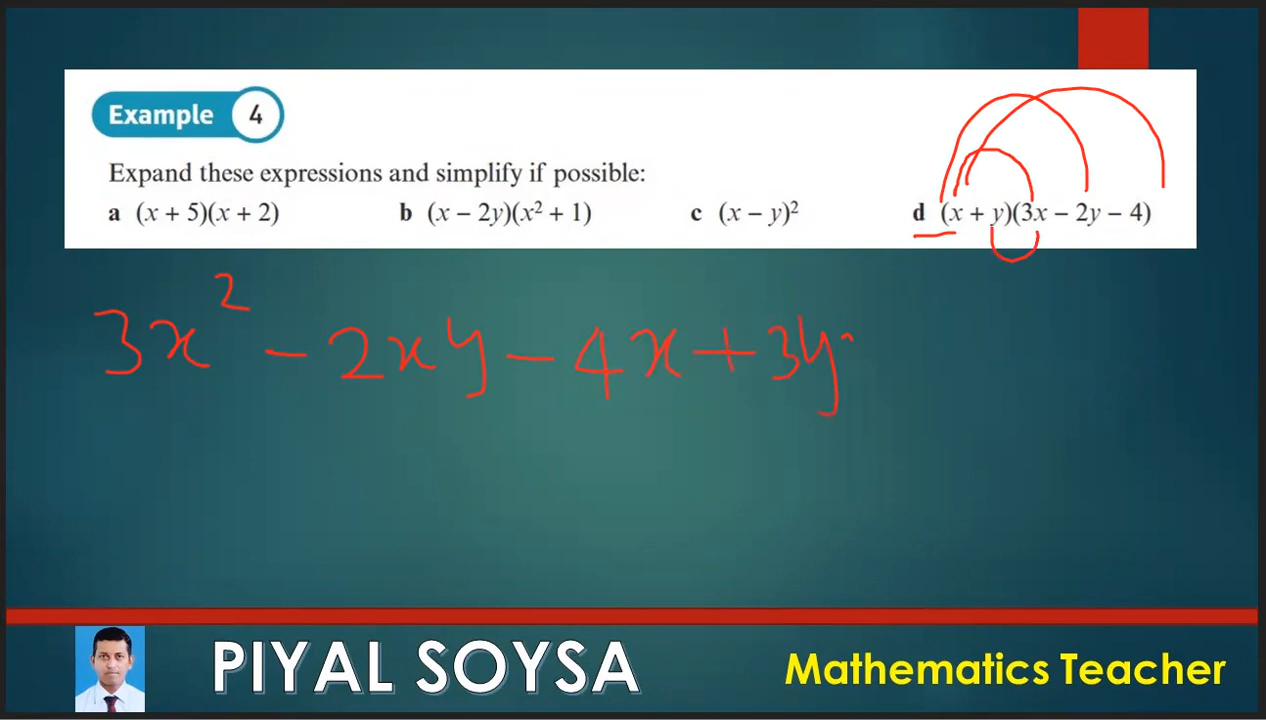 Example 4
Expand these expressions and simplify if possible:
a (x + 5)(x + 2) b (x − 2y)(x² + 1) c (x − y)² d (x + y)(3x − 2y − 4)
3x² − 2xy − 4x + 3y
PIYAL SOYSA Mathematics Teacher